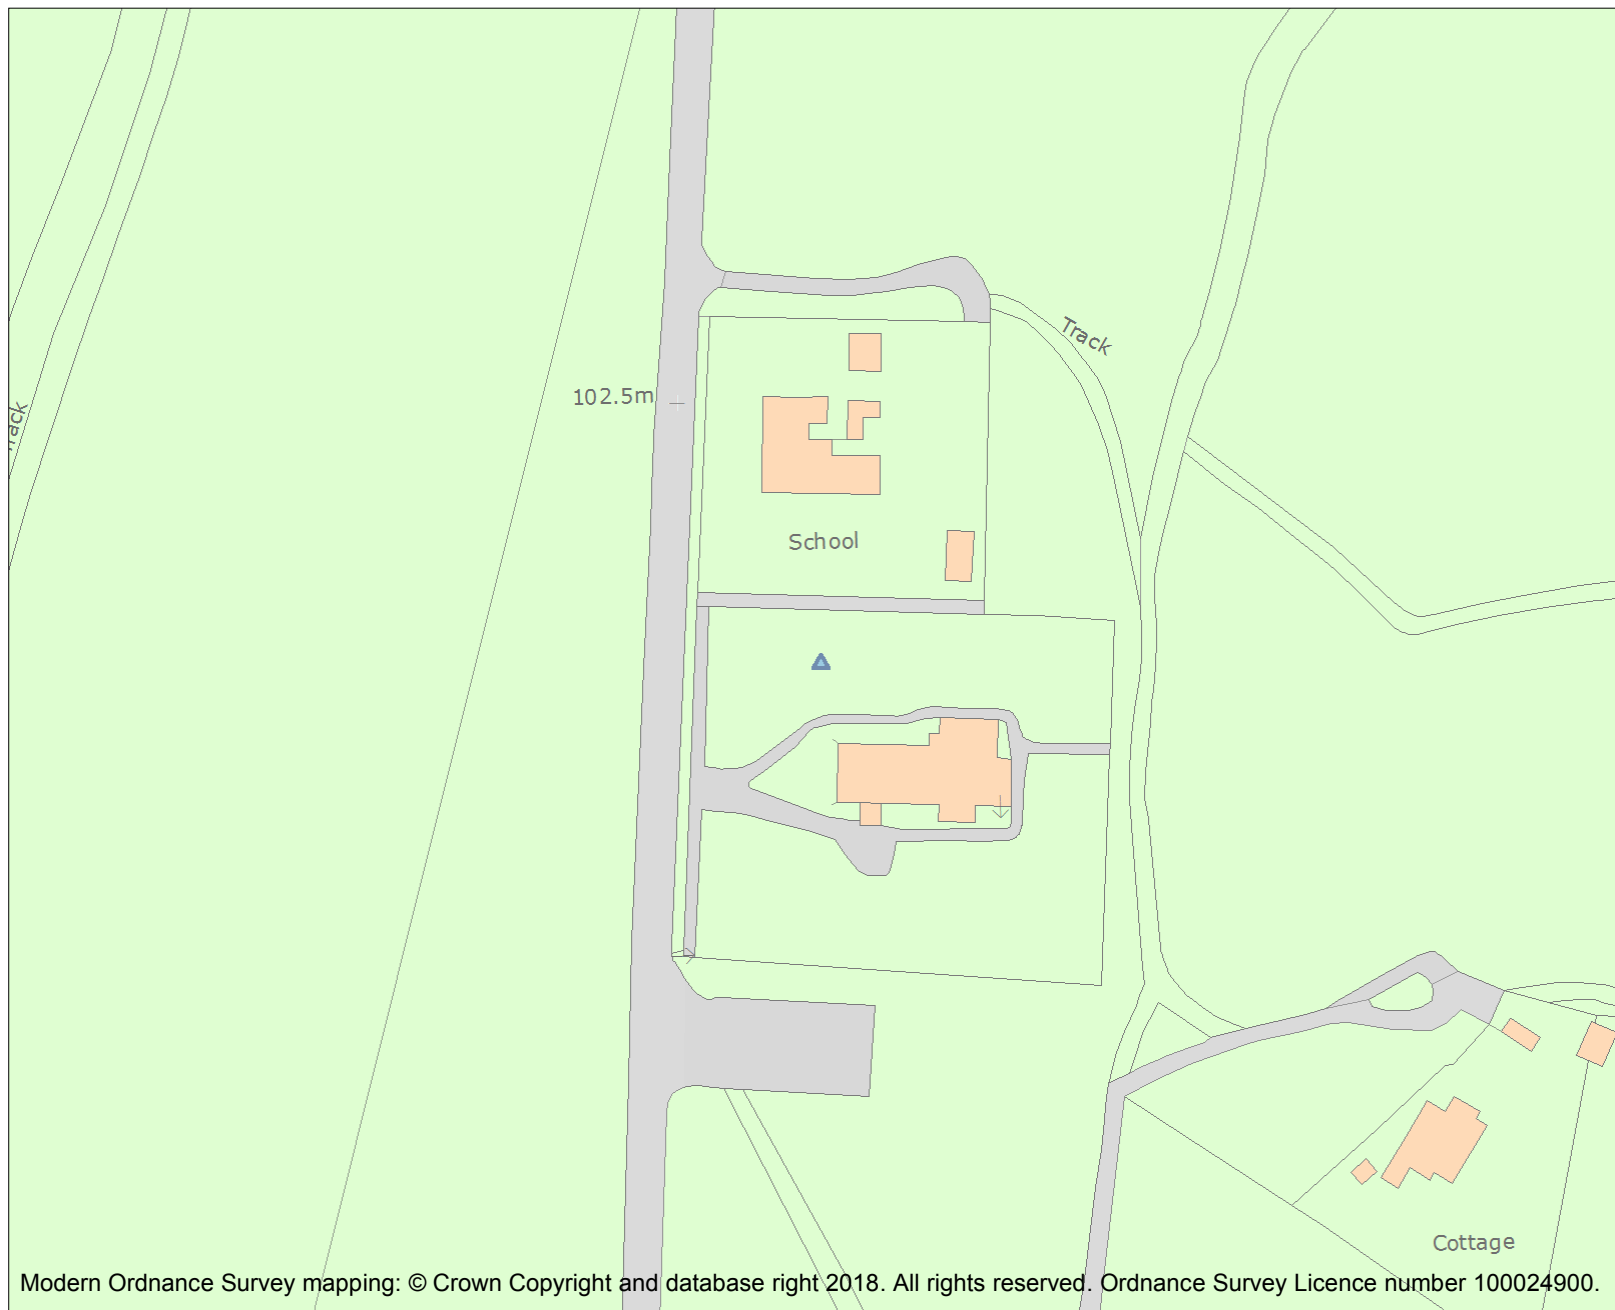 Track
102.5m
School
Cottage
Modern Ordnance Survey mapping: © Crown Copyright and database right 2018. All rights reserved. Ordnance Survey Licence number 100024900.